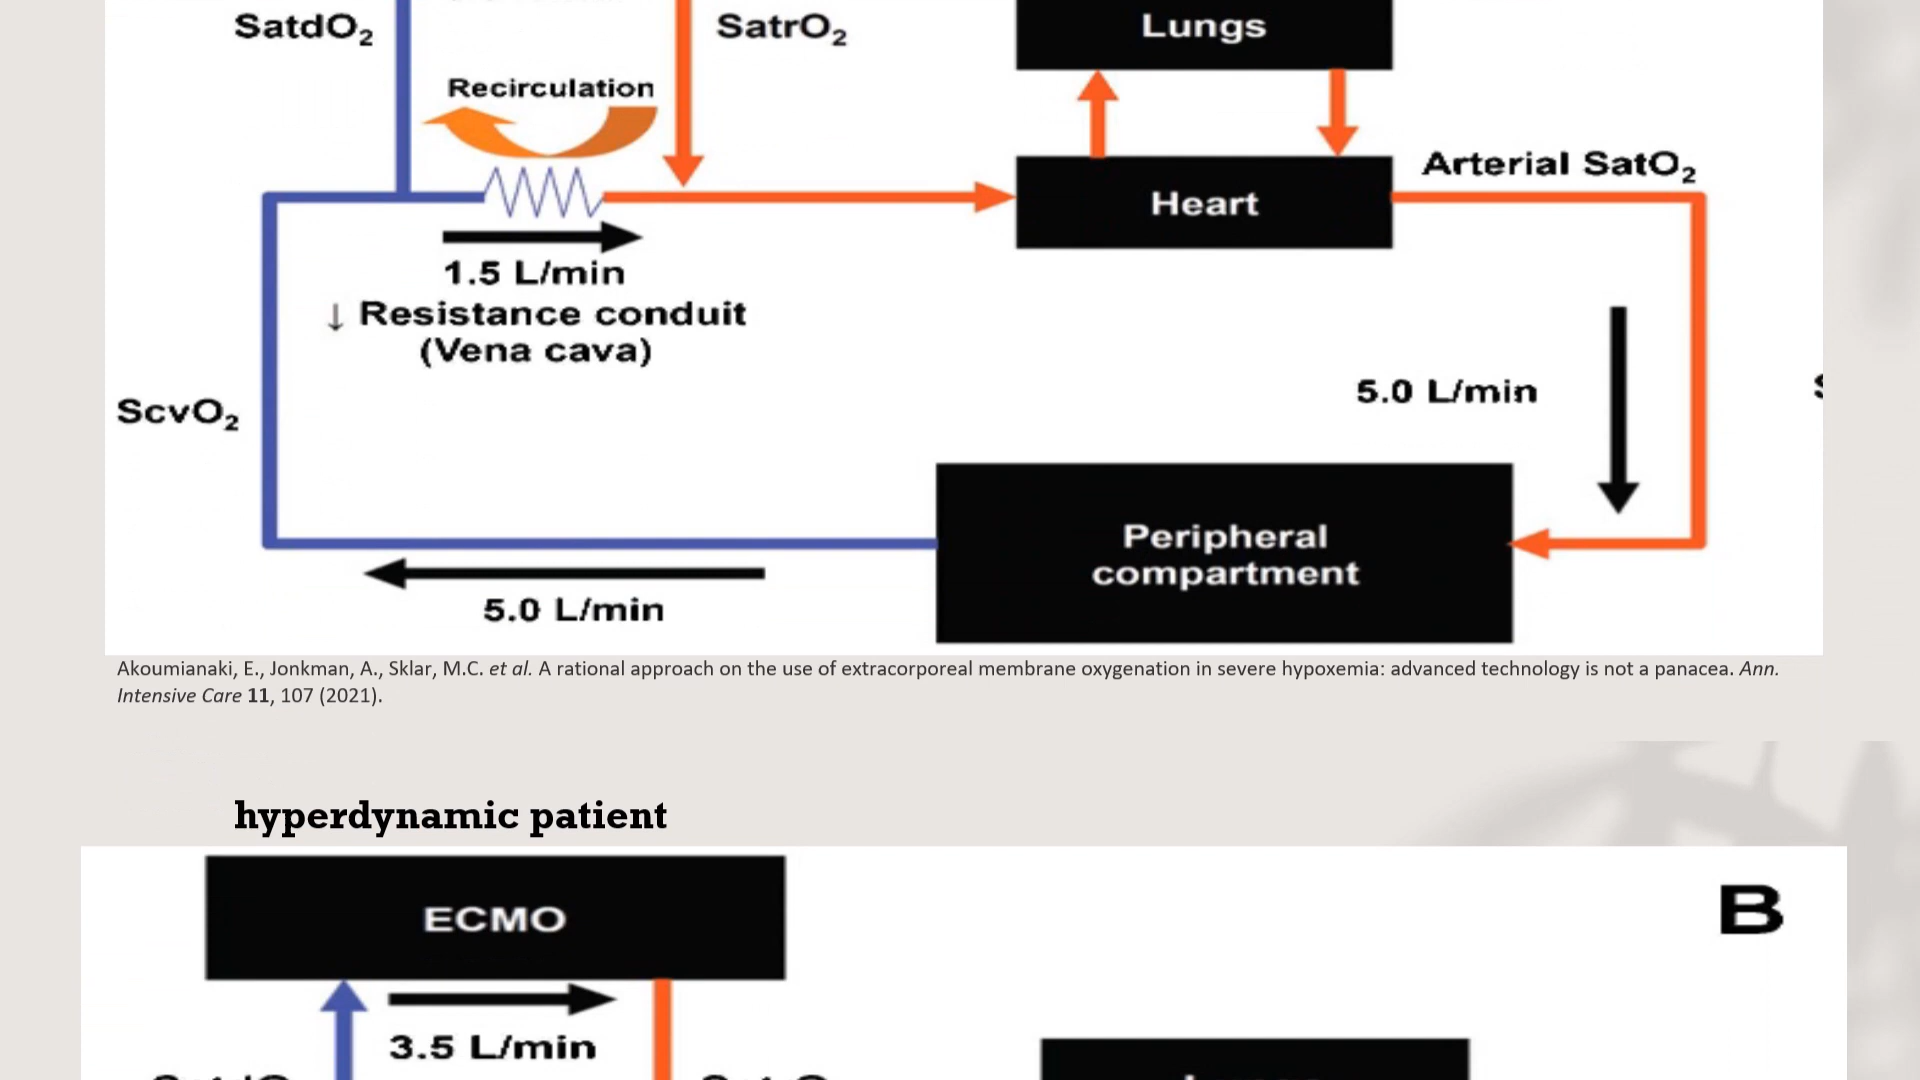 SatdO₂
SatrO₂
Lungs
Recirculation
Arterial SatO₂
Heart
1.5 L/min
↓ Resistance conduit
(Vena cava)
5.0 L/min
ScvO₂
Peripheral
compartment
5.0 L/min
Akoumianaki, E., Jonkman, A., Sklar, M.C. et al. A rational approach on the use of extracorporeal membrane oxygenation in severe hypoxemia: advanced technology is not a panacea. Ann.
Intensive Care 11, 107 (2021).
hyperdynamic patient
ECMO
B
3.5 L/min